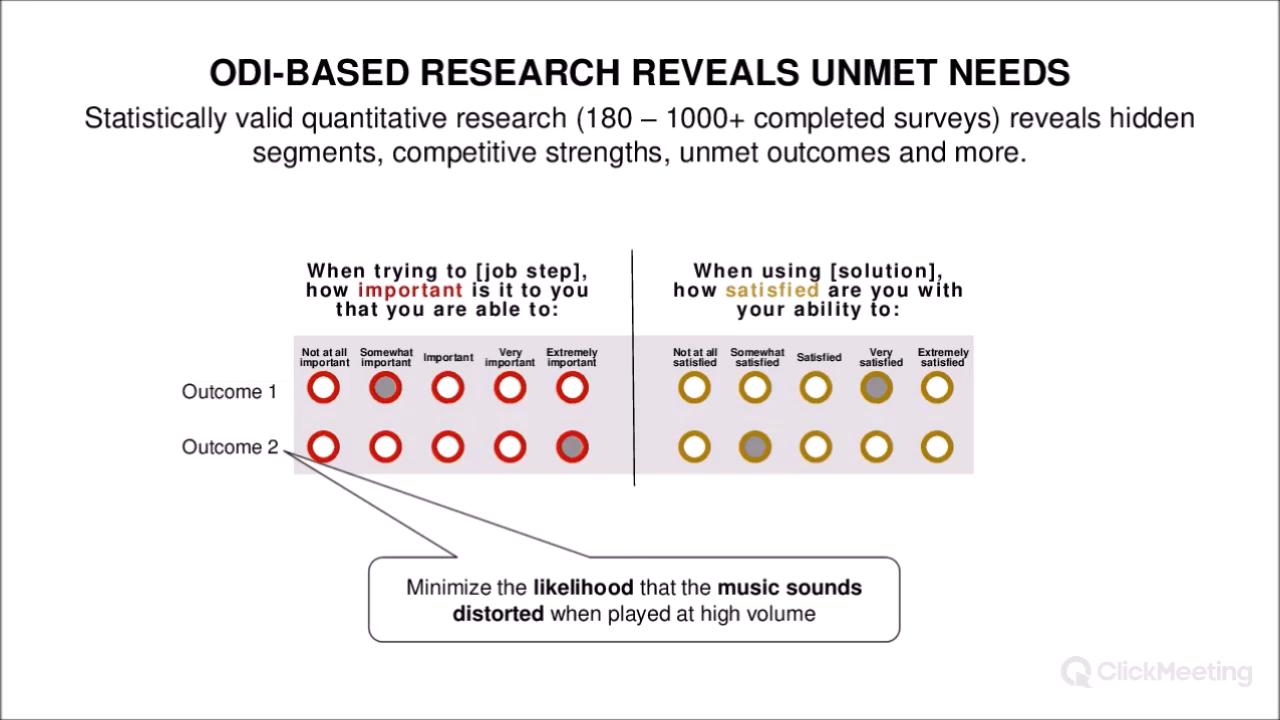 ODI-BASED RESEARCH REVEALS UNMET NEEDS
Statistically valid quantitative research (180 – 1000+ completed surveys) reveals hidden
segments, competitive strengths, unmet outcomes and more.
When trying to [job step],
how important is it to you
that you are able to:
When using [solution],
how satisfied are you with
your ability to:
Not at all
important
Somewhat
important
Important
Very
important
Extremely
important
Not at all
satisfied
Somewhat
satisfied
Satisfied
Very
satisfied
Extremely
satisfied
Outcome 1
Outcome 2
Minimize the likelihood that the music sounds
distorted when played at high volume
ClickMeeting